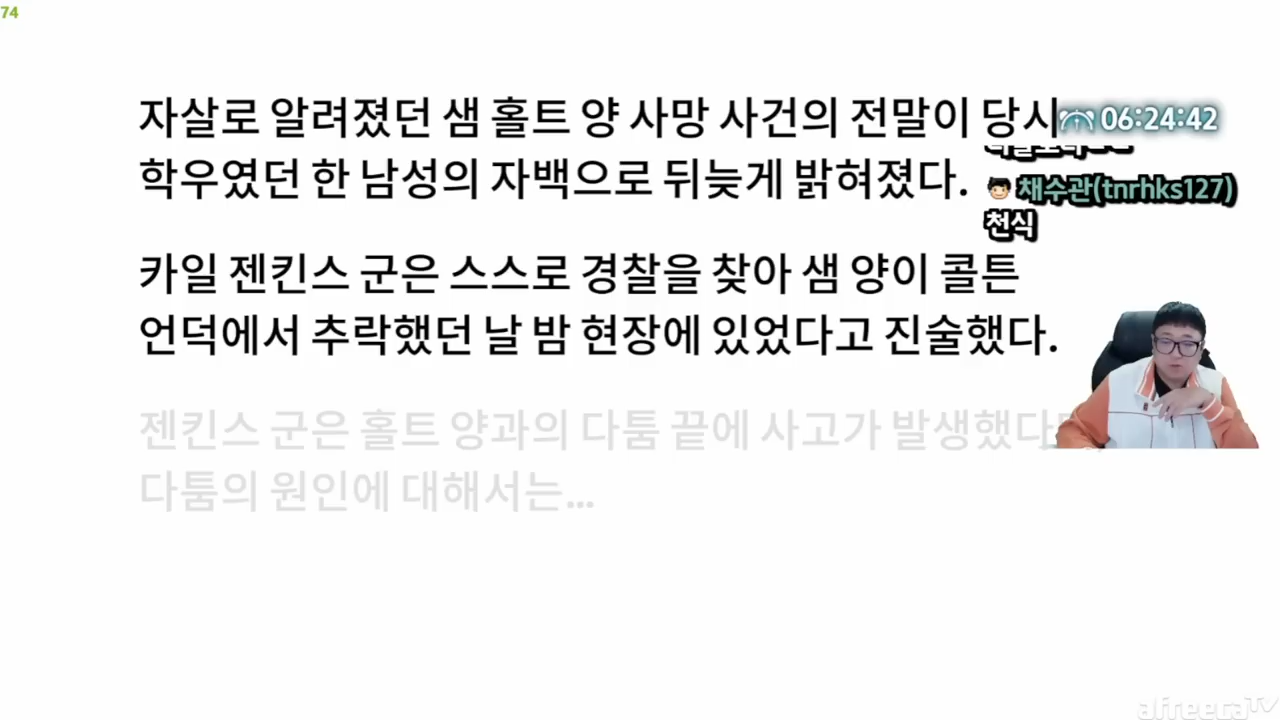 74
자살로 알려졌던 샘 홀트 양 사망 사건의 전말이 당시
06:24:42
학우였던 한 남성의 자백으로 뒤늦게 밝혀졌다.
채수관(tnrhks127)
천식
카일 젠킨스 군은 스스로 경찰을 찾아 샘 양이 콜튼
언덕에서 추락했던 날 밤 현장에 있었다고 진술했다.
젠킨스 군은 홀트 양과의 다툼 끝에 사고가 발생했다
다툼의 원인에 대해서는...
afreecaTV